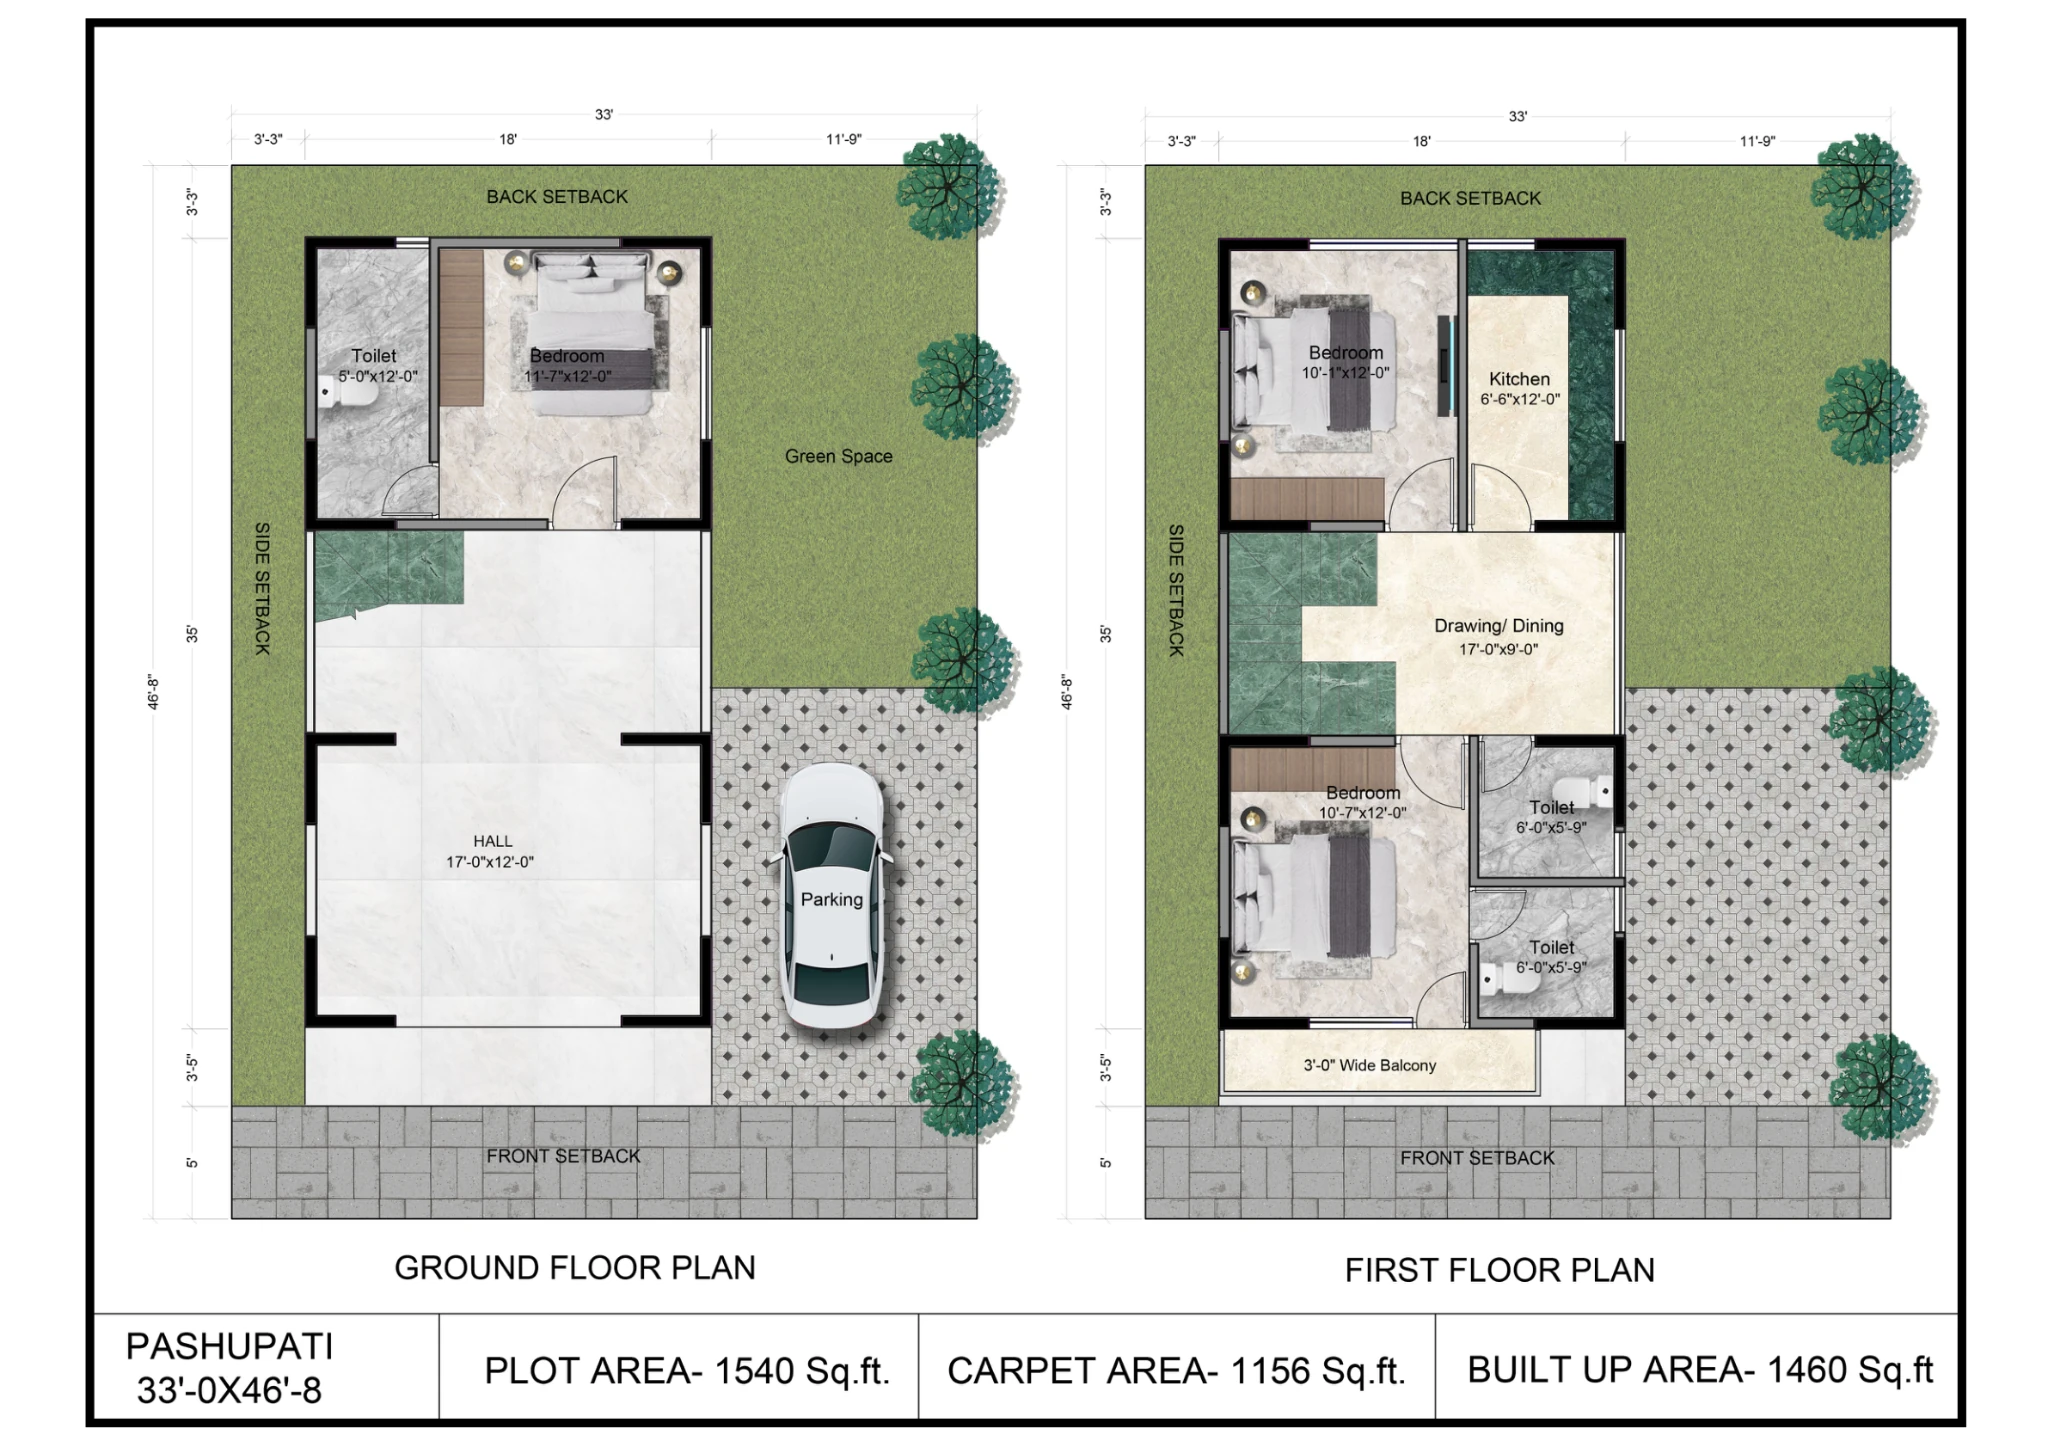 33'
3'-3"
18'
11'-9"
BACK SETBACK
3'-3"
Toilet
5'-0"x12'-0"
Bedroom
11'-7"x12'-0"
Green Space
SIDE SETBACK
35'
46'-8"
HALL
17'-0"x12'-0"
Parking
3'-5"
5'
FRONT SETBACK
GROUND FLOOR PLAN
33'
3'-3"
18'
11'-9"
BACK SETBACK
3'-3"
Bedroom
10'-1"x12'-0"
Kitchen
6'-6"x12'-0"
SIDE SETBACK
35'
46'-8"
Drawing/ Dining
17'-0"x9'-0"
Bedroom
10'-7"x12'-0"
Toilet
6'-0"x5'-9"
Toilet
6'-0"x5'-9"
3'-0" Wide Balcony
3'-5"
5'
FRONT SETBACK
FIRST FLOOR PLAN
PASHUPATI
33'-0X46'-8
PLOT AREA- 1540 Sq.ft.
CARPET AREA- 1156 Sq.ft.
BUILT UP AREA- 1460 Sq.ft